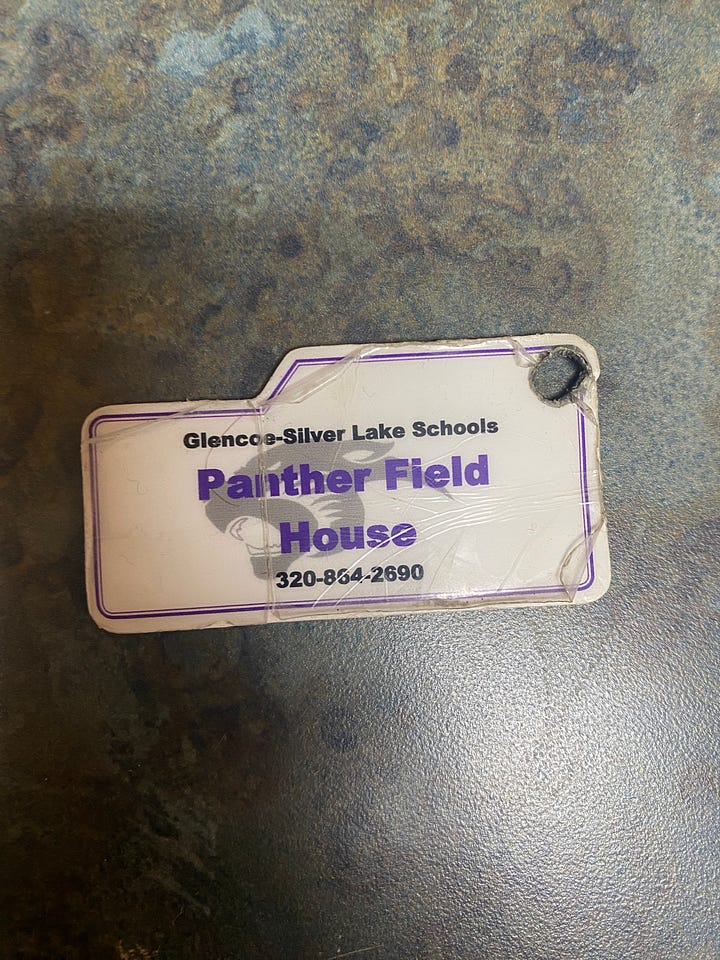 Glencoe-Silver Lake Schools
Panther Field
House
320-864-2690